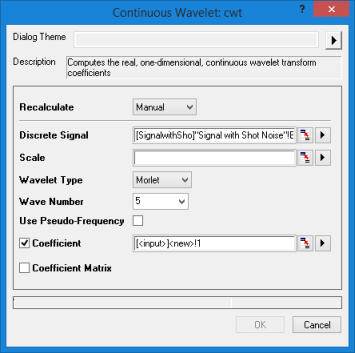 Continuous Wavelet: cwt
?
Dialog Theme
Description
Computes the real, one-dimensional, continuous wavelet transform
coefficients
Recalculate Manual
Discrete Signal [SignalwithSho]"Signal with Shot Noise"!E
Scale
Wavelet Type Morlet
Wave Number 5
Use Pseudo-Frequency
Coefficient [<input>]<new>!1
Coefficient Matrix
OK Cancel